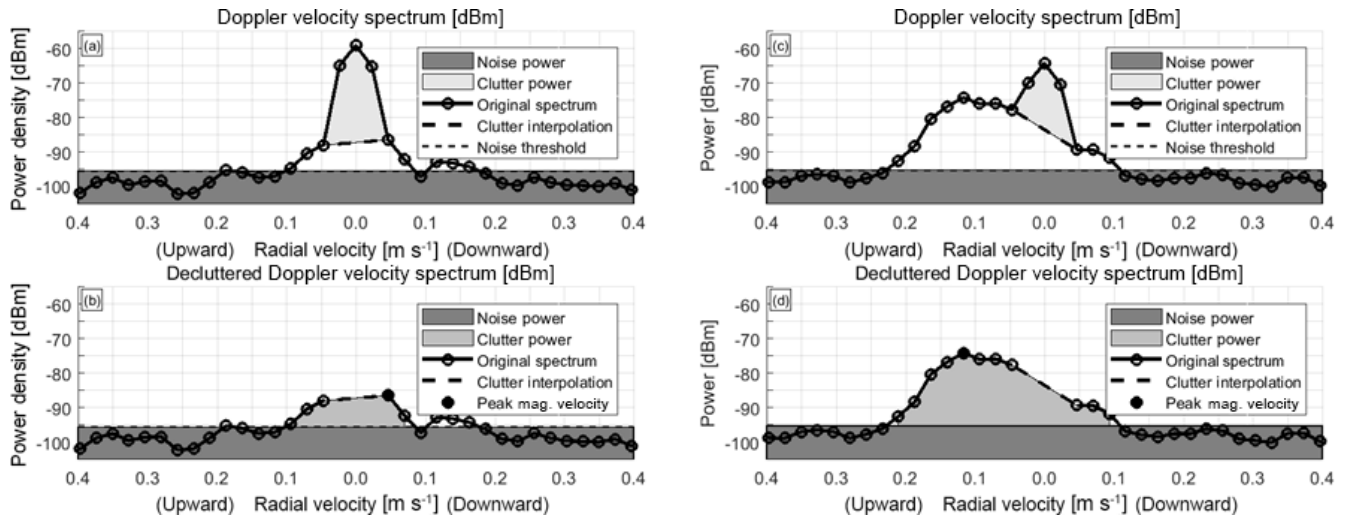 Doppler velocity spectrum [dBm]
(a)
Power density [dBm]
-60
-70
-80
-90
-100
Noise power
Clutter power
Original spectrum
Clutter interpolation
Noise threshold
0.4 0.3 0.2 0.1 0.0 0.1 0.2 0.3 0.4
(Upward) Radial velocity [m s⁻¹] (Downward)
Doppler velocity spectrum [dBm]
(c)
Power [dBm]
-60
-70
-80
-90
-100
Noise power
Clutter power
Original spectrum
Clutter interpolation
Noise threshold
0.4 0.3 0.2 0.1 0.0 0.1 0.2 0.3 0.4
(Upward) Radial velocity [m s⁻¹] (Downward)
Decluttered Doppler velocity spectrum [dBm]
(b)
Power density [dBm]
-60
-70
-80
-90
-100
Noise power
Clutter power
Original spectrum
Clutter interpolation
Peak mag. velocity
0.4 0.3 0.2 0.1 0.0 0.1 0.2 0.3 0.4
(Upward) Radial velocity [m s⁻¹] (Downward)
Decluttered Doppler velocity spectrum [dBm]
(d)
Power [dBm]
-60
-70
-80
-90
-100
Noise power
Clutter power
Original spectrum
Clutter interpolation
Peak mag. velocity
0.4 0.3 0.2 0.1 0.0 0.1 0.2 0.3 0.4
(Upward) Radial velocity [m s⁻¹] (Downward)